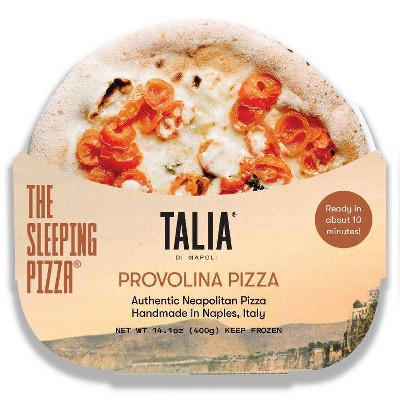 THE
SLEEPING
PIZZA®
TALIA®
DI NAPOLI
PROVOLINA PIZZA
Authentic Neapolitan Pizza
Handmade in Naples, Italy
NET WT 14.1oz (400g) KEEP FROZEN
Ready in
about 10
minutes!